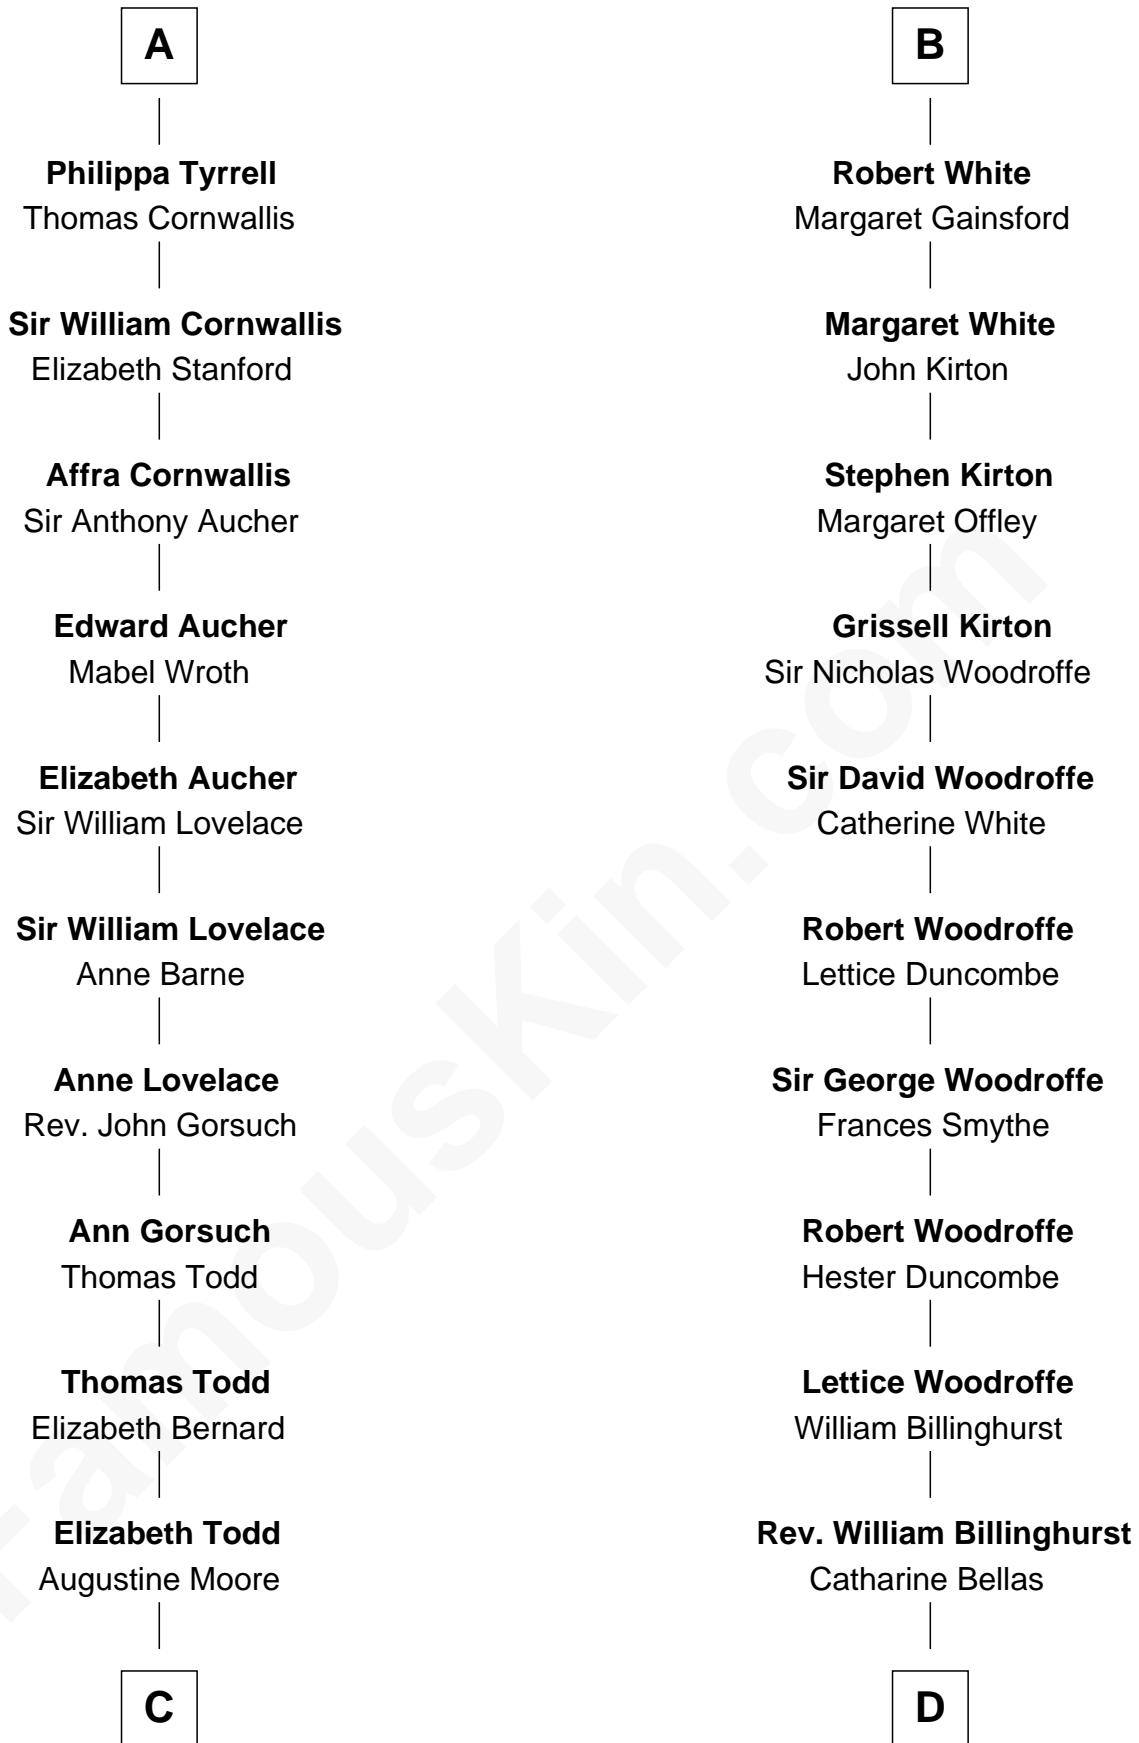 A
Philippa Tyrrell
Thomas Cornwallis
Sir William Cornwallis
Elizabeth Stanford
Affra Cornwallis
Sir Anthony Aucher
Edward Aucher
Mabel Wroth
Elizabeth Aucher
Sir William Lovelace
Sir William Lovelace
Anne Barne
Anne Lovelace
Rev. John Gorsuch
Ann Gorsuch
Thomas Todd
Thomas Todd
Elizabeth Bernard
Elizabeth Todd
Augustine Moore
C
B
Robert White
Margaret Gainsford
Margaret White
John Kirton
Stephen Kirton
Margaret Offley
Grissell Kirton
Sir Nicholas Woodroffe
Sir David Woodroffe
Catherine White
Robert Woodroffe
Lettice Duncombe
Sir George Woodroffe
Frances Smythe
Robert Woodroffe
Hester Duncombe
Lettice Woodroffe
William Billinghurst
Rev. William Billinghurst
Catharine Bellas
D
FamousKin.com